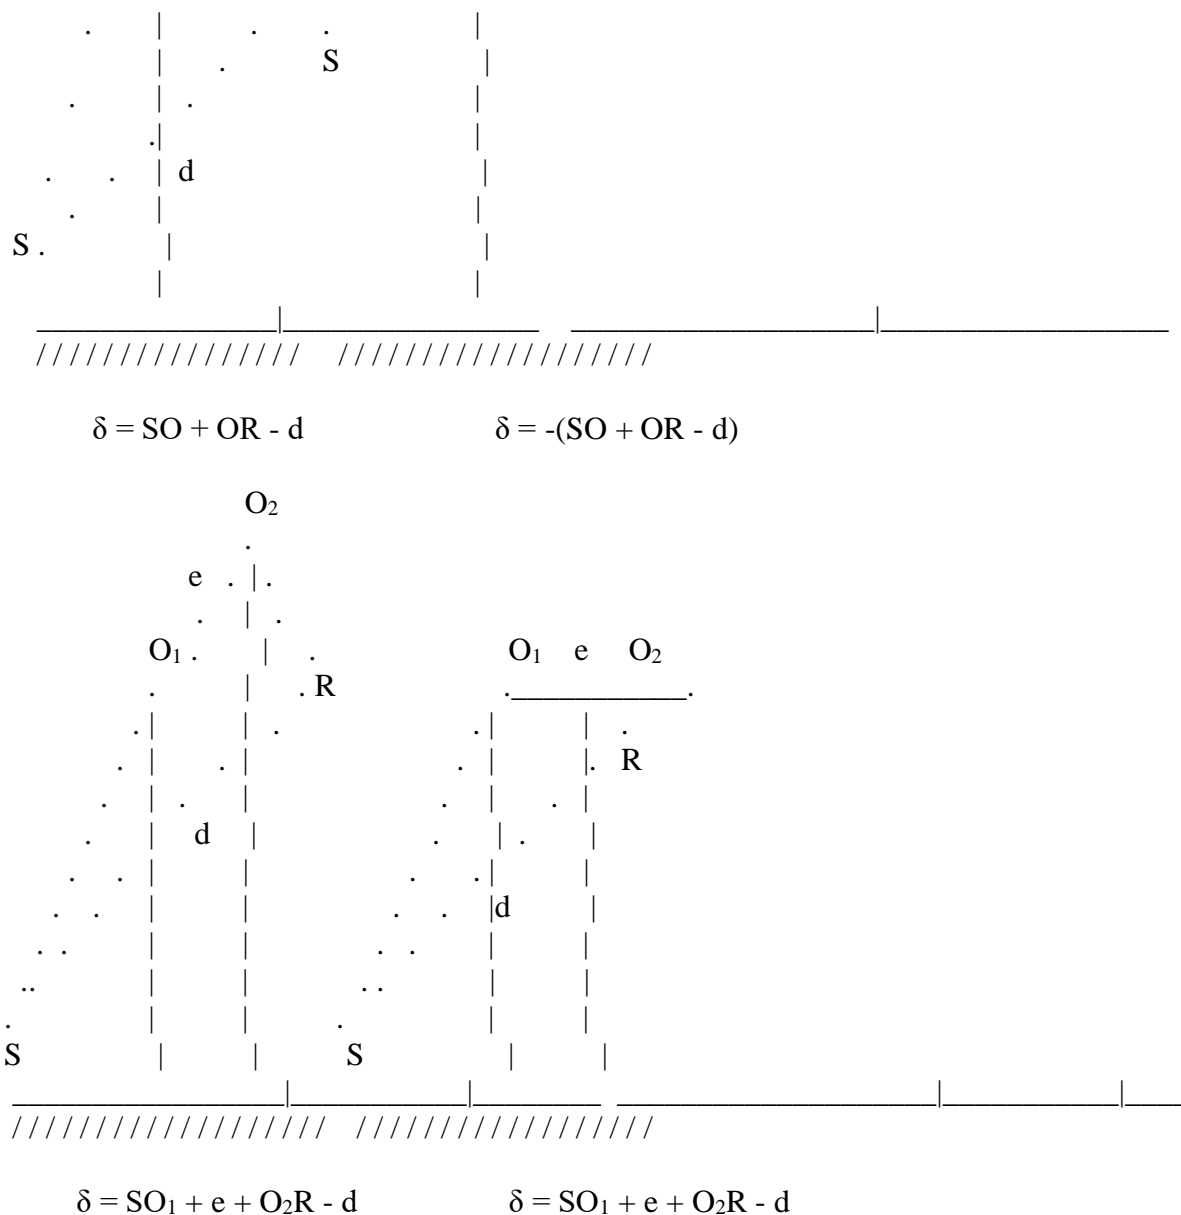 S
d
S
δ = SO + OR - d δ = -(SO + OR - d)
O₂
e
O₁ O₁ e O₂
R
R
d
d
S S
δ = SO₁ + e + O₂R - d δ = SO₁ + e + O₂R - d